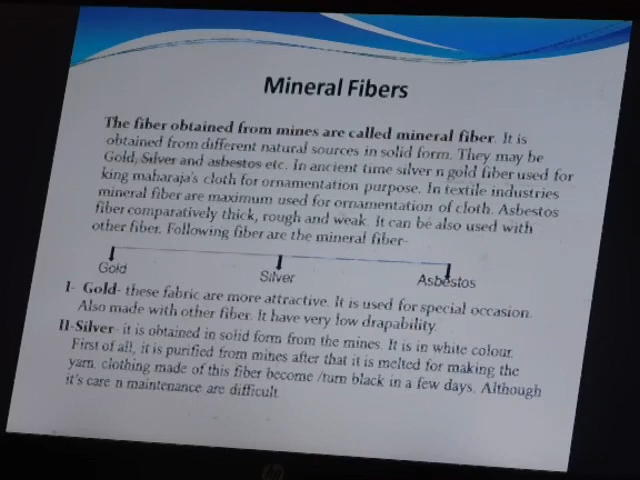 Mineral Fibers
The fiber obtained from mines are called mineral fiber. It is
obtained from different natural sources in solid form. They may be
Gold, Silver and asbestos etc. In ancient time silver n gold fiber used for
king maharaja's cloth for ornamentation purpose. In textile industries
mineral fiber are maximum used for ornamentation of cloth. Asbestos
fiber comparatively thick, rough and weak. It can be also used with
other fiber. Following fiber are the mineral fiber-
Gold Silver Asbestos
I- Gold- these fabric are more attractive. It is used for special occasion.
Also made with other fiber. It have very low drapability.
II-Silver- it is obtained in solid form from the mines. It is in white colour.
First of all, it is purified from mines after that it is melted for making the
yarn. clothing made of this fiber become /turn black in a few days. Although
it's care n maintenance are difficult.
hp